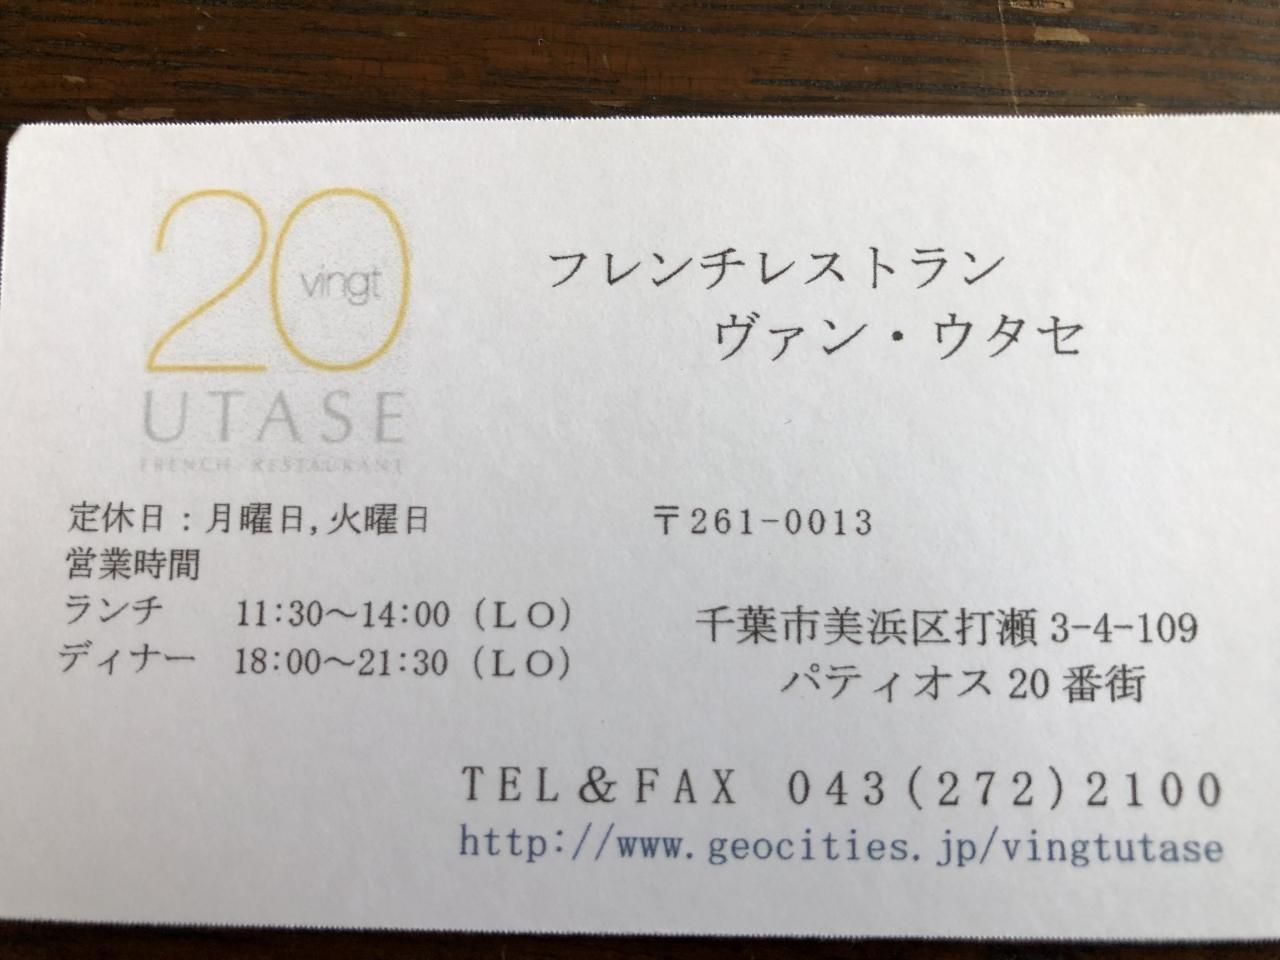 20
vingt
UTASE
FRENCH RESTAURANT
フレンチレストラン
ヴァン・ウタセ
定休日：月曜日,火曜日
営業時間
ランチ 11:30～14:00（ＬＯ）
ディナー 18:00～21:30（ＬＯ）
〒261-0013
千葉市美浜区打瀬 3-4-109
パティオス 20 番街
TEL＆FAX 043(272)2100
http://www.geocities.jp/vingtutase